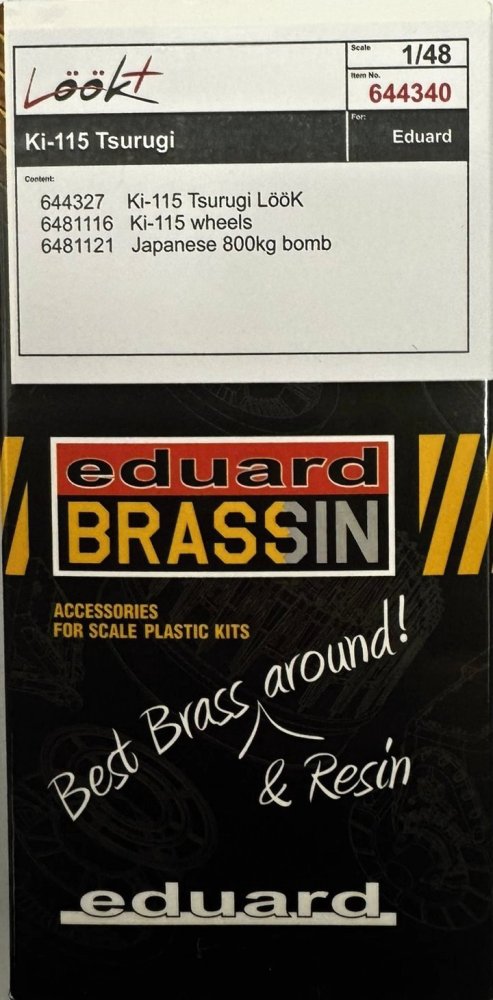 Löök+
Scale
1/48
Item No.
644340
Ki-115 Tsurugi
For:
Eduard
Content:
644327 Ki-115 Tsurugi LööK
6481116 Ki-115 wheels
6481121 Japanese 800kg bomb
eduard
BRASSIN
ACCESSORIES
FOR SCALE PLASTIC KITS
Best Brass around!
& Resin
eduard